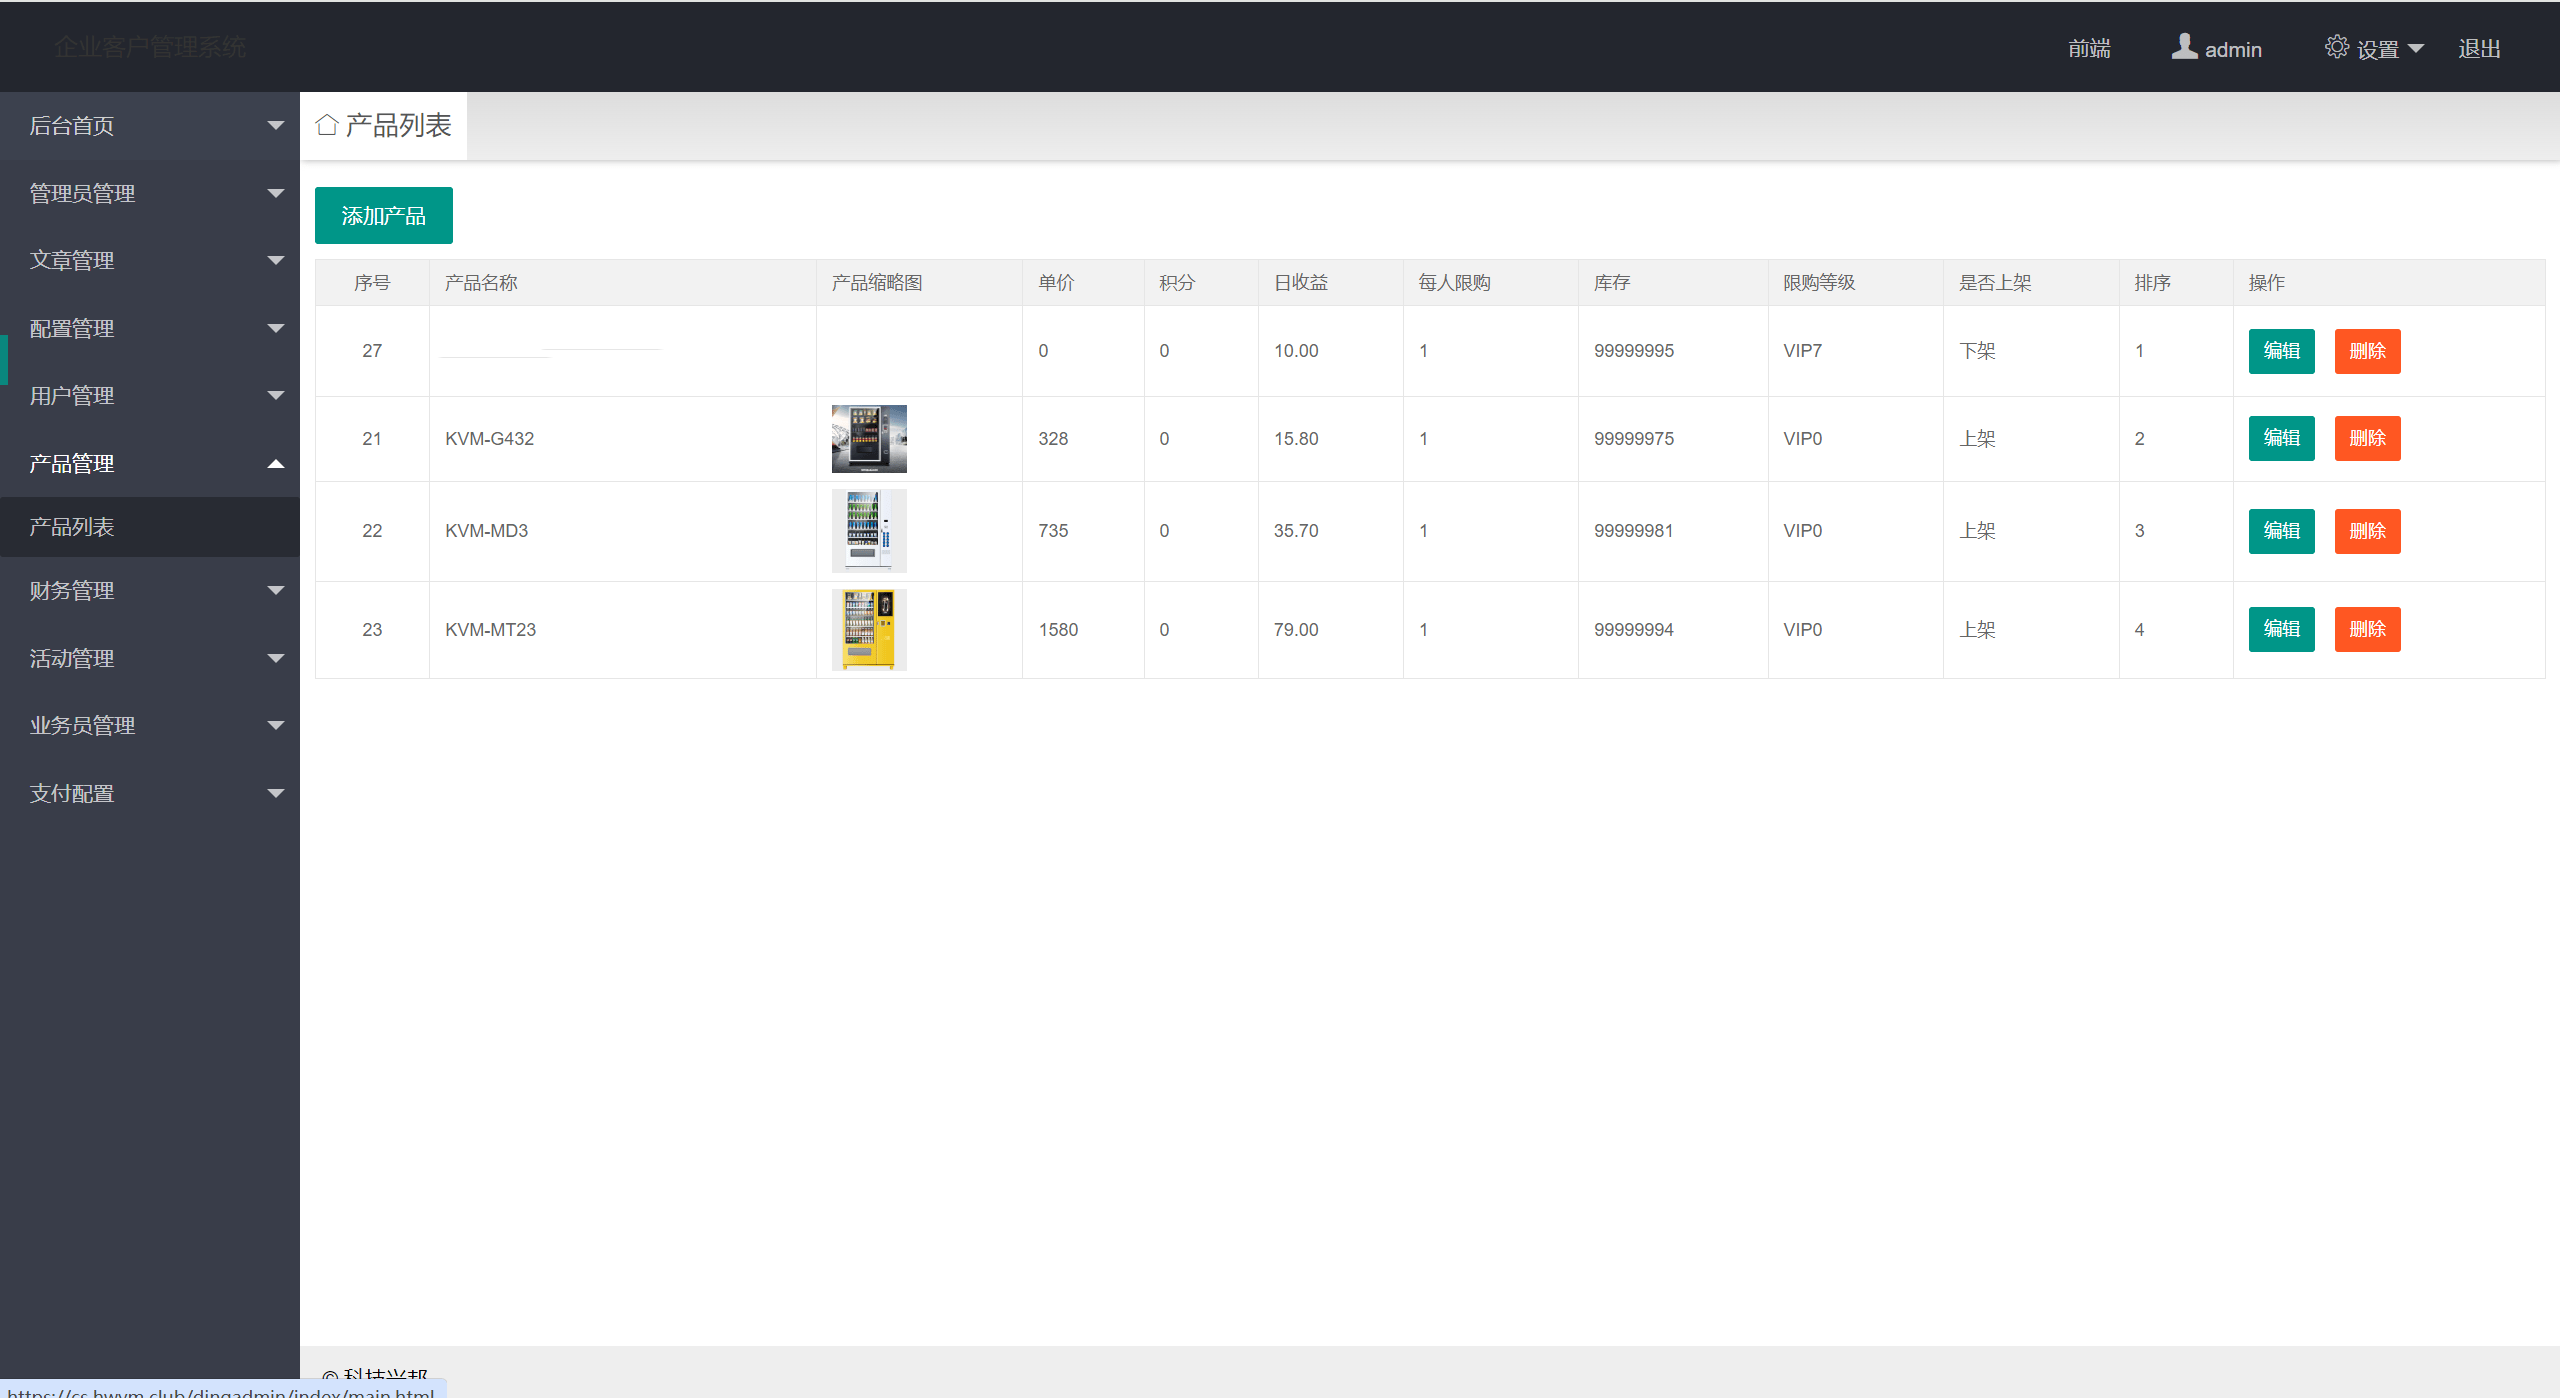 企业客户管理系统
前端 admin 设置 退出
后台首页
管理员管理
文章管理
配置管理
用户管理
产品管理
产品列表
财务管理
活动管理
业务员管理
支付配置
产品列表
添加产品
序号 产品名称 产品缩略图 单价 积分 日收益 每人限购 库存 限购等级 是否上架 排序 操作
27 0 0 10.00 1 99999995 VIP7 下架 1 编辑 删除
21 KVM-G432 328 0 15.80 1 99999975 VIP0 上架 2 编辑 删除
22 KVM-MD3 735 0 35.70 1 99999981 VIP0 上架 3 编辑 删除
23 KVM-MT23 1580 0 79.00 1 99999994 VIP0 上架 4 编辑 删除
© 科技兴邦
https://cs.hwym.club/dingadmin/index/main.html